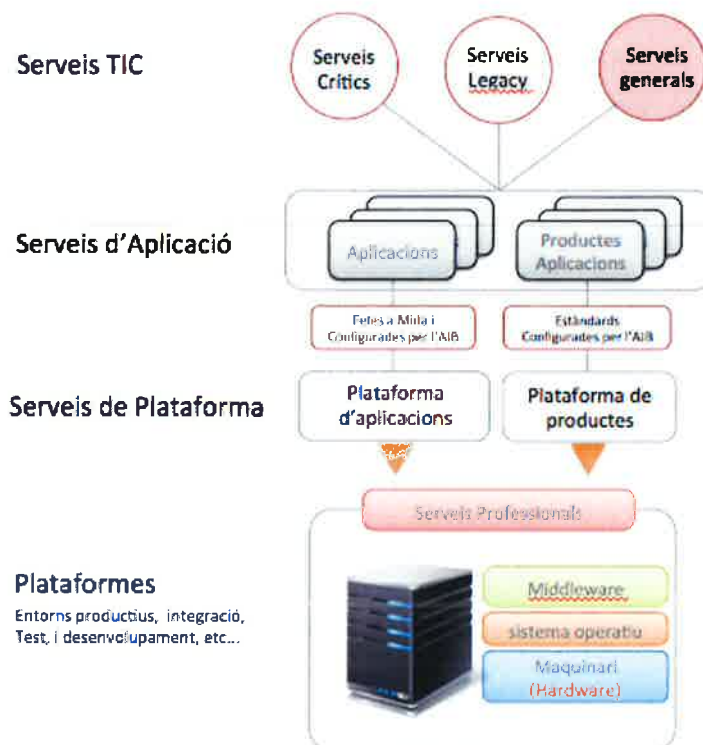 Serveis TIC
Serveis
Crítics
Serveis
Legacy
Serveis
generals
Serveis d'Aplicació
Aplicacions
Productes
Aplicacions
Fetes a Mida i
Configurades per l'AIB
Estàndards
Configurades per l'AIB
Serveis de Plataforma
Plataforma
d'aplicacions
Plataforma de
productes
Serveis Professionals
Plataformes
Entorns productius, integració,
Test, i desenvolupament, etc...
Middleware
sistema operatiu
Maquinari
(Hardware)